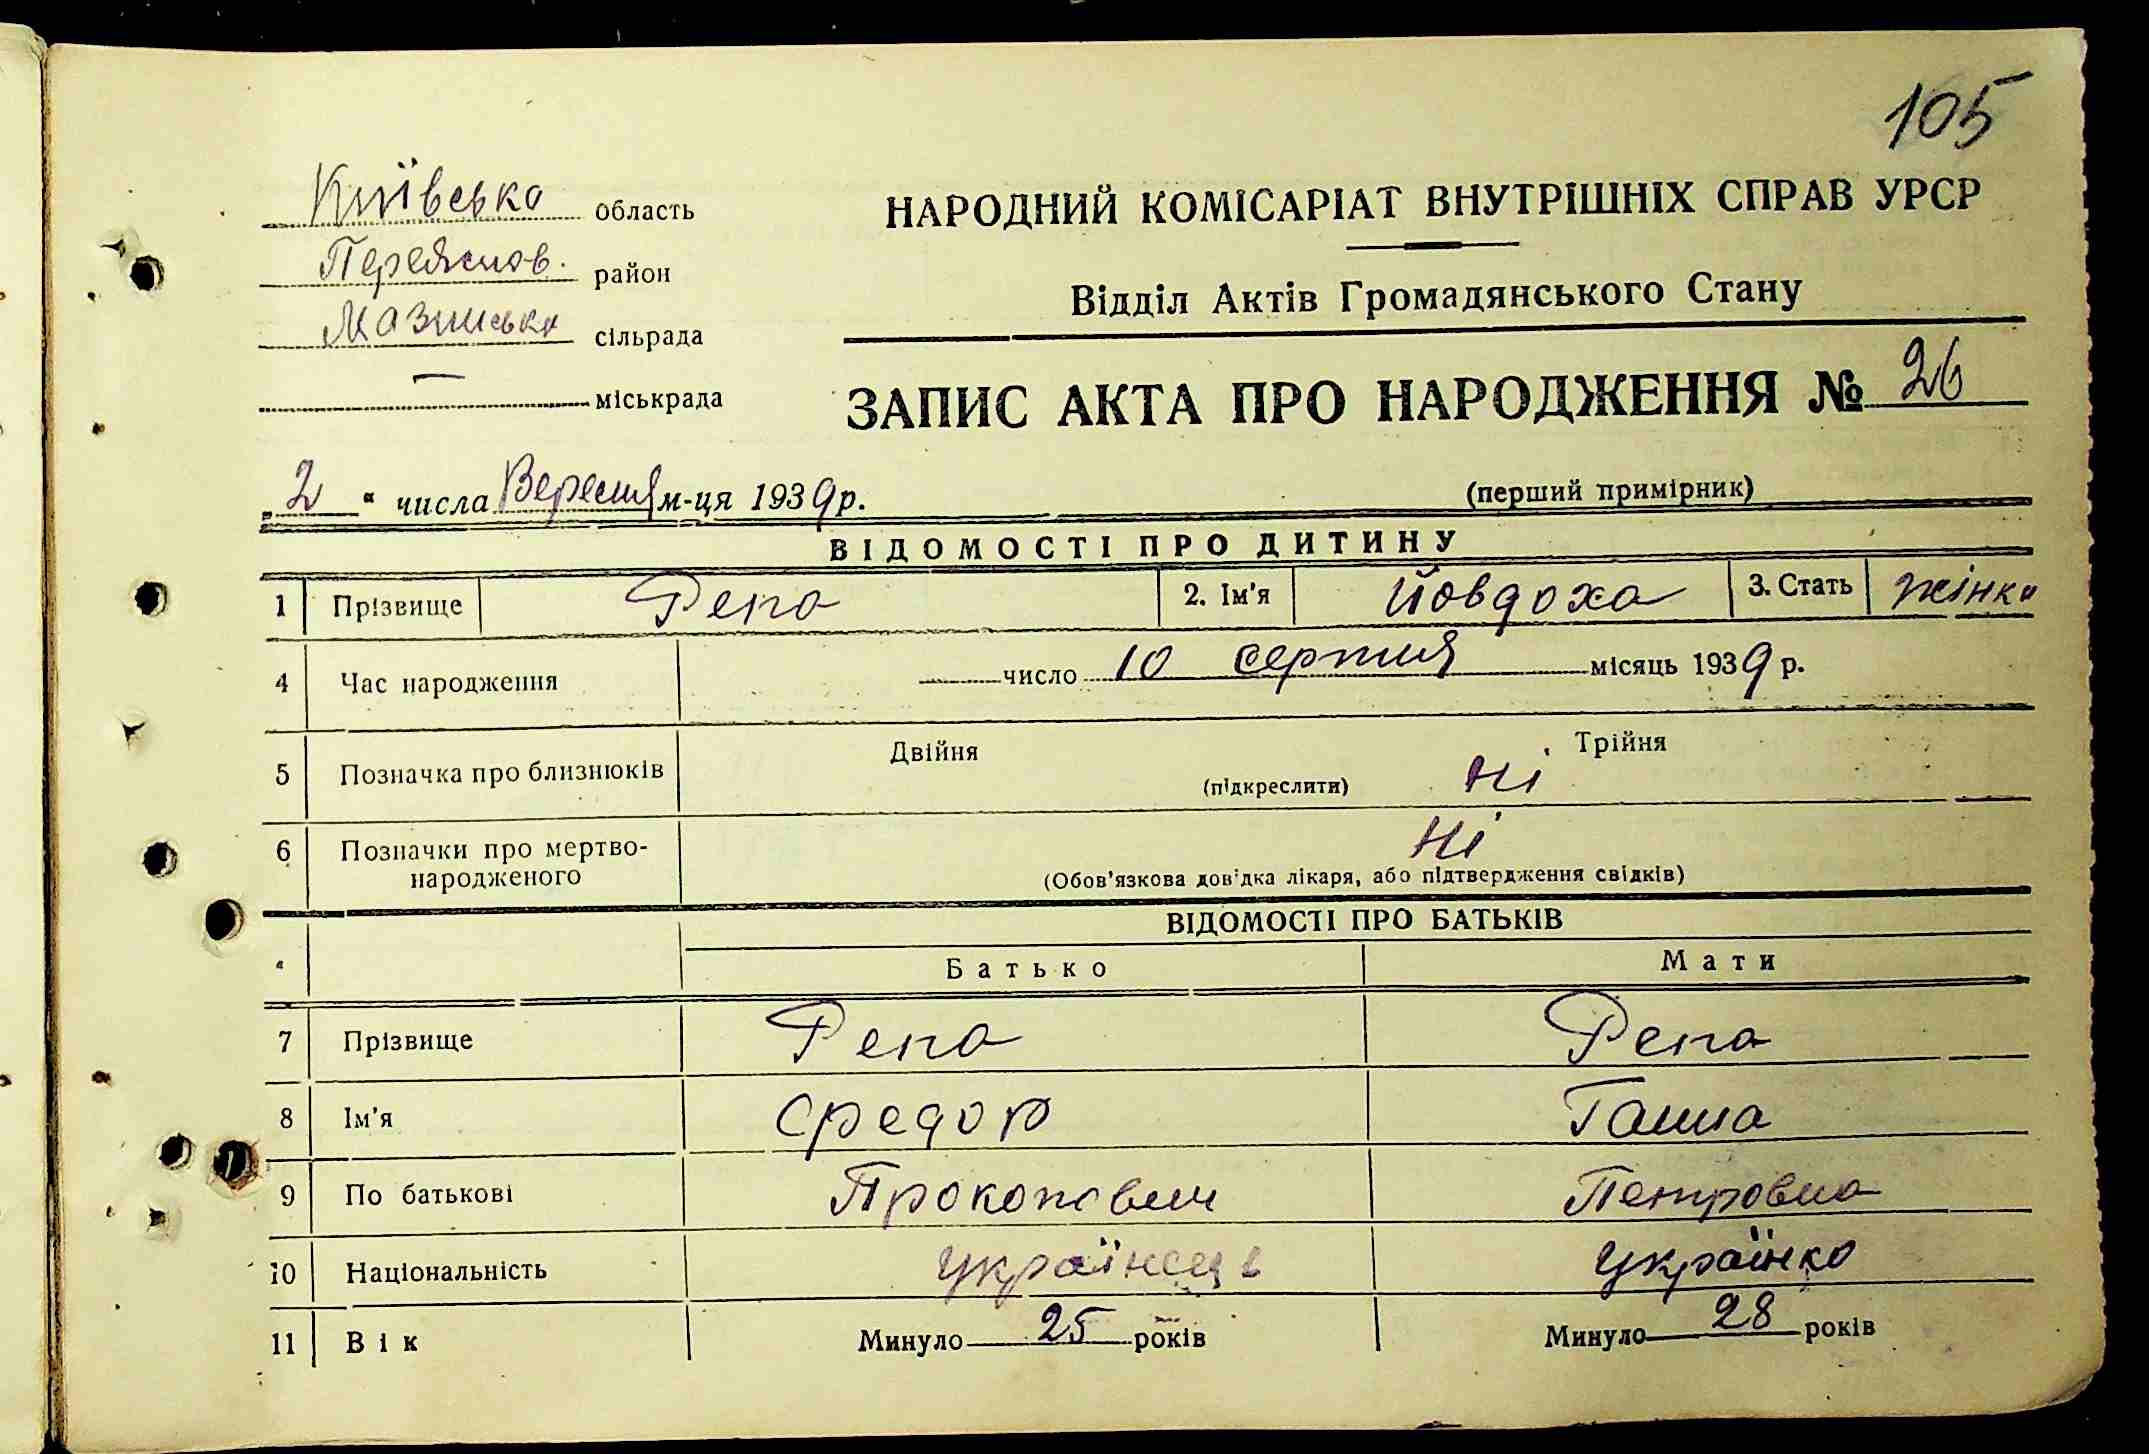 105
Київська область
НАРОДНИЙ КОМІСАРІАТ ВНУТРІШНІХ СПРАВ УРСР
Переяслов. район
Відділ Актів Громадянського Стану
сільрада
— міськрада
ЗАПИС АКТА ПРО НАРОДЖЕННЯ № 26
„2“ числа Вересня м-ця 1939 р.
(перший примірник)
ВІДОМОСТІ ПРО ДИТИНУ
1 Прізвище Репа 2. Ім'я Йовдоха 3. Стать жінка
4 Час народження число 10 серпня місяць 1939 р.
5 Позначка про близнюків Двійня (підкреслити) Ні Трійня
6 Позначки про мертво-
народженого
Ні
(Обов'язкова довідка лікаря, або підтвердження свідків)
ВІДОМОСТІ ПРО БАТЬКІВ
Батько Мати
7 Прізвище Репа Репа
8 Ім'я Федор Ганна
9 По батькові Прокопович Петровна
10 Національність українець українка
11 Вік Минуло 25 років Минуло 28 років